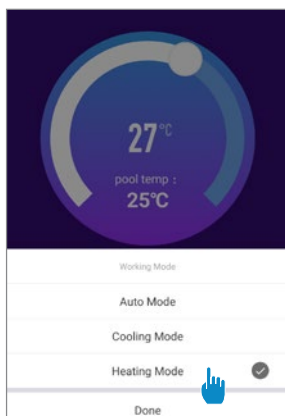 27°C
pool temp :
25°C
Working Mode
Auto Mode
Cooling Mode
Heating Mode
Done